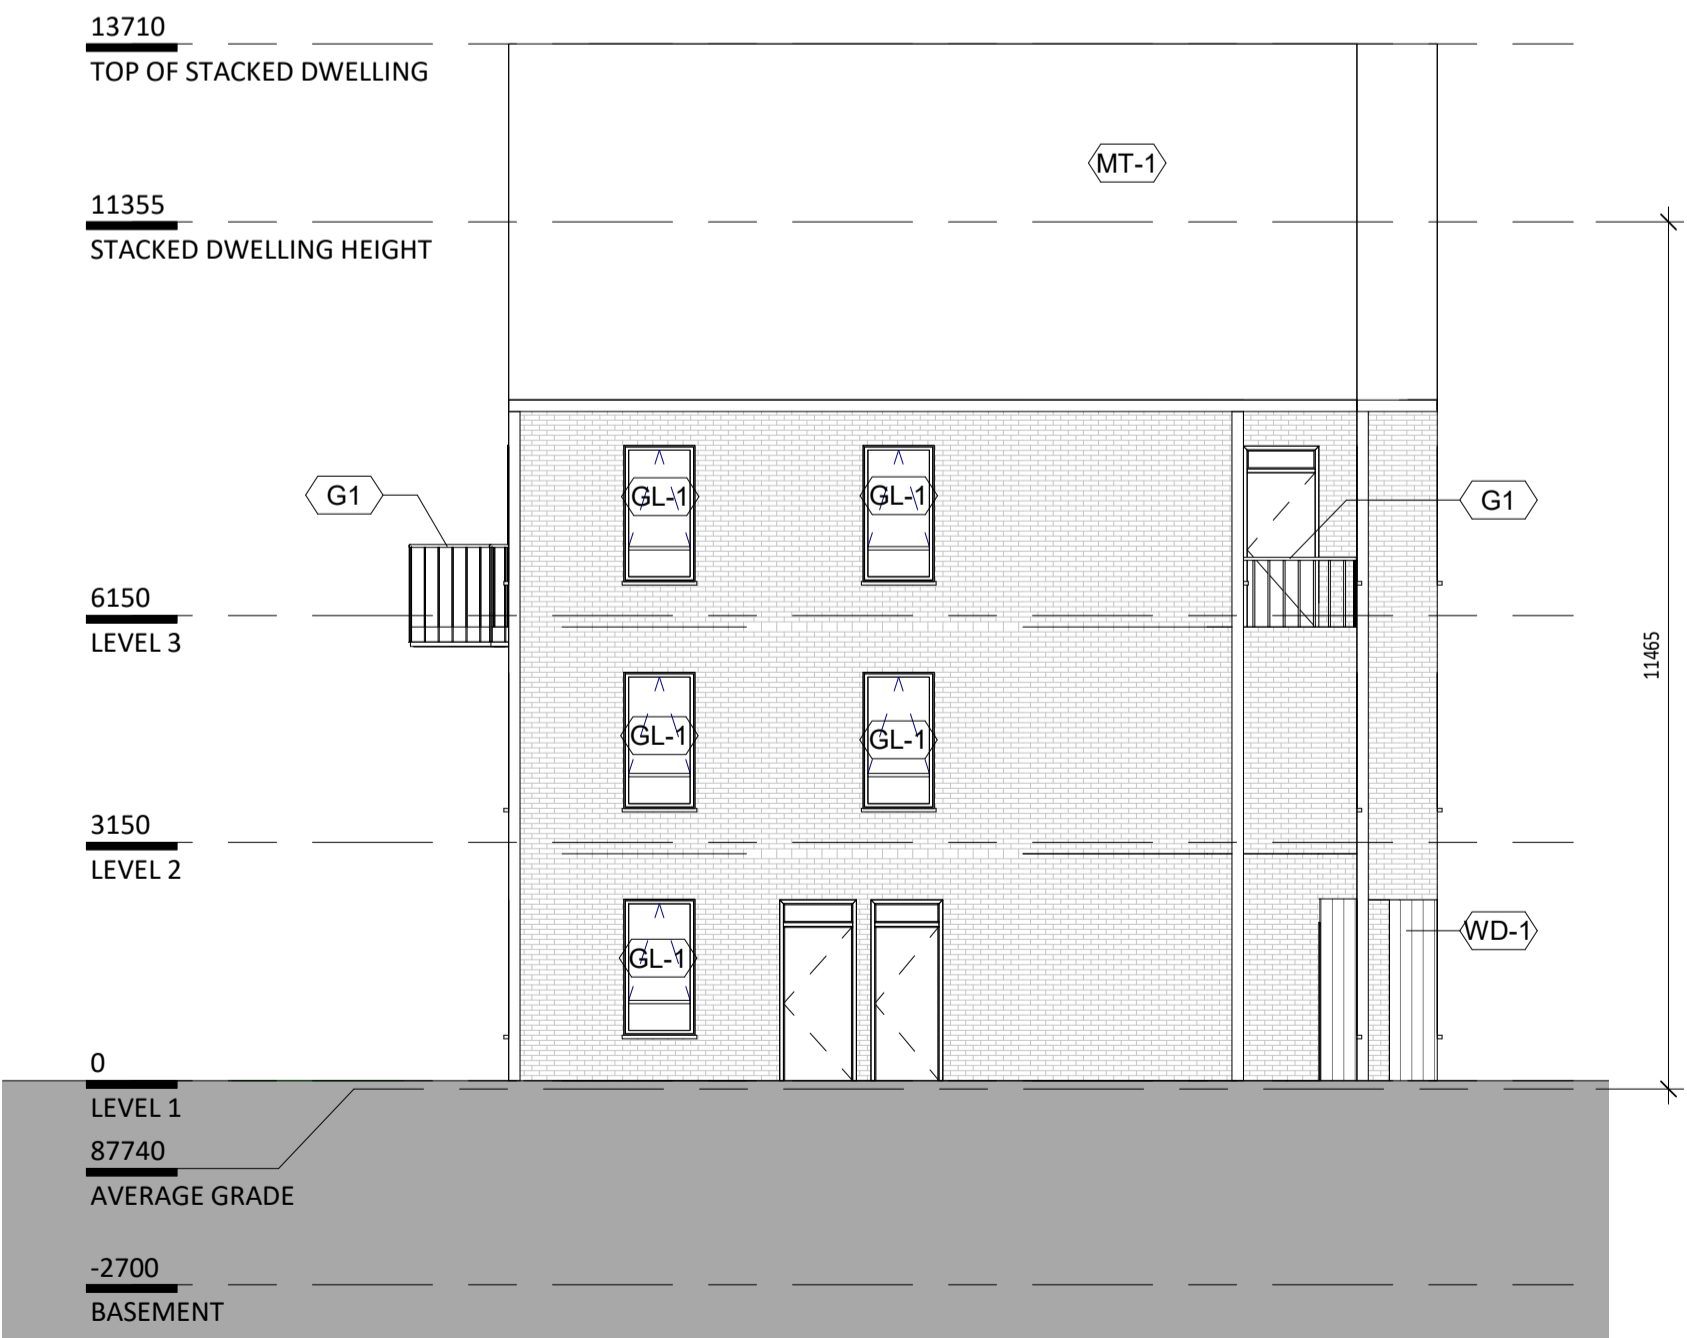 13710
TOP OF STACKED DWELLING
MT-1
11355
STACKED DWELLING HEIGHT
G1
GL-1
GL-1
G1
6150
LEVEL 3
11465
GL-1
GL-1
3150
LEVEL 2
GL-1
WD-1
0
LEVEL 1
87740
AVERAGE GRADE
-2700
BASEMENT